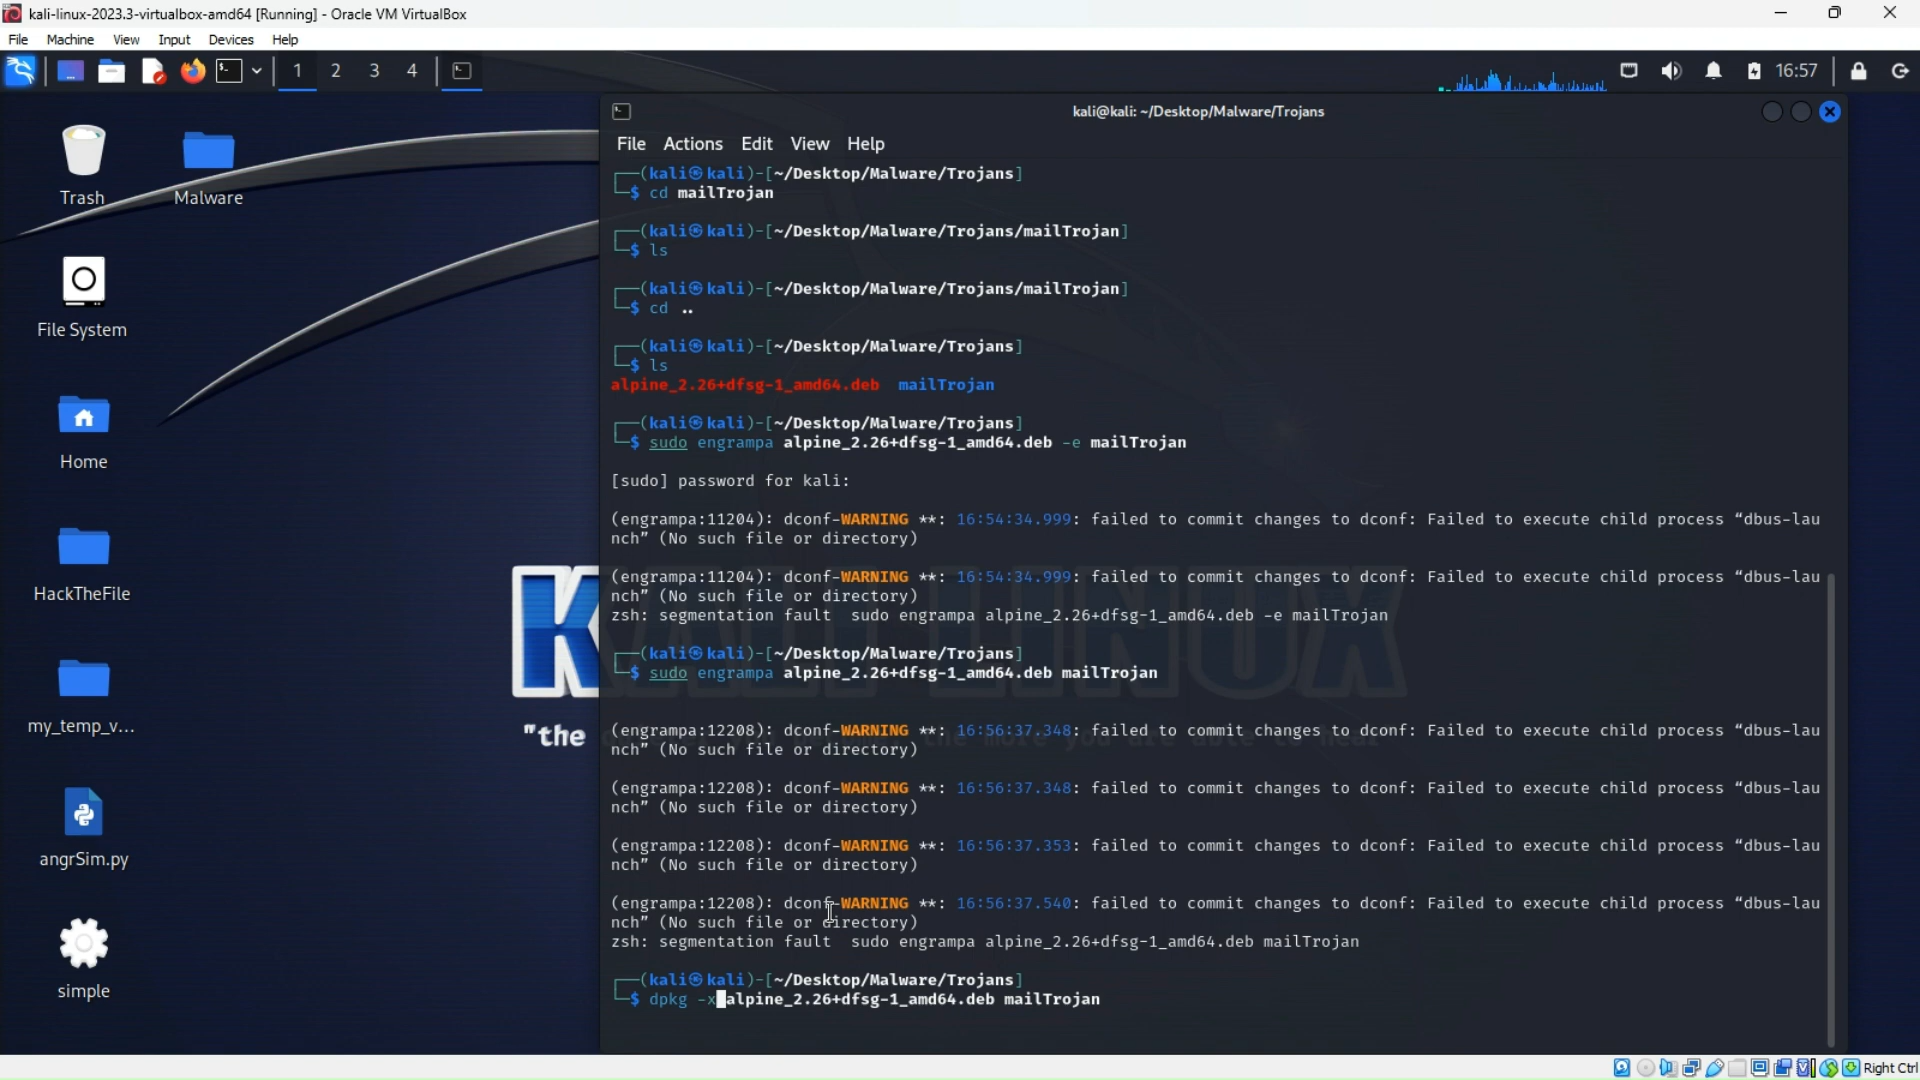 kali-linux-2023.3-virtualbox-amd64 [Running] - Oracle VM VirtualBox
File Machine View Input Devices Help
1 2 3 4 16:57
kali@kali: ~/Desktop/Malware/Trojans
File Actions Edit View Help
Trash
Malware
File System
Home
HackTheFile
my_temp_v...
angrSim.py
simple
"the
┌──(kali㉿kali)-[~/Desktop/Malware/Trojans]
└─$ cd mailTrojan
┌──(kali㉿kali)-[~/Desktop/Malware/Trojans/mailTrojan]
└─$ ls
┌──(kali㉿kali)-[~/Desktop/Malware/Trojans/mailTrojan]
└─$ cd ..
┌──(kali㉿kali)-[~/Desktop/Malware/Trojans]
└─$ ls
alpine_2.26+dfsg-1_amd64.deb mailTrojan
┌──(kali㉿kali)-[~/Desktop/Malware/Trojans]
└─$ sudo engrampa alpine_2.26+dfsg-1_amd64.deb -e mailTrojan
[sudo] password for kali:
(engrampa:11204): dconf-WARNING **: 16:54:34.999: failed to commit changes to dconf: Failed to execute child process “dbus-lau
nch” (No such file or directory)
(engrampa:11204): dconf-WARNING **: 16:54:34.999: failed to commit changes to dconf: Failed to execute child process “dbus-lau
nch” (No such file or directory)
zsh: segmentation fault sudo engrampa alpine_2.26+dfsg-1_amd64.deb -e mailTrojan
┌──(kali㉿kali)-[~/Desktop/Malware/Trojans]
└─$ sudo engrampa alpine_2.26+dfsg-1_amd64.deb mailTrojan
(engrampa:12208): dconf-WARNING **: 16:56:37.348: failed to commit changes to dconf: Failed to execute child process “dbus-lau
nch” (No such file or directory)
(engrampa:12208): dconf-WARNING **: 16:56:37.348: failed to commit changes to dconf: Failed to execute child process “dbus-lau
nch” (No such file or directory)
(engrampa:12208): dconf-WARNING **: 16:56:37.353: failed to commit changes to dconf: Failed to execute child process “dbus-lau
nch” (No such file or directory)
(engrampa:12208): dconf-WARNING **: 16:56:37.540: failed to commit changes to dconf: Failed to execute child process “dbus-lau
nch” (No such file or directory)
zsh: segmentation fault sudo engrampa alpine_2.26+dfsg-1_amd64.deb mailTrojan
┌──(kali㉿kali)-[~/Desktop/Malware/Trojans]
└─$ dpkg -x alpine_2.26+dfsg-1_amd64.deb mailTrojan
Right Ctrl